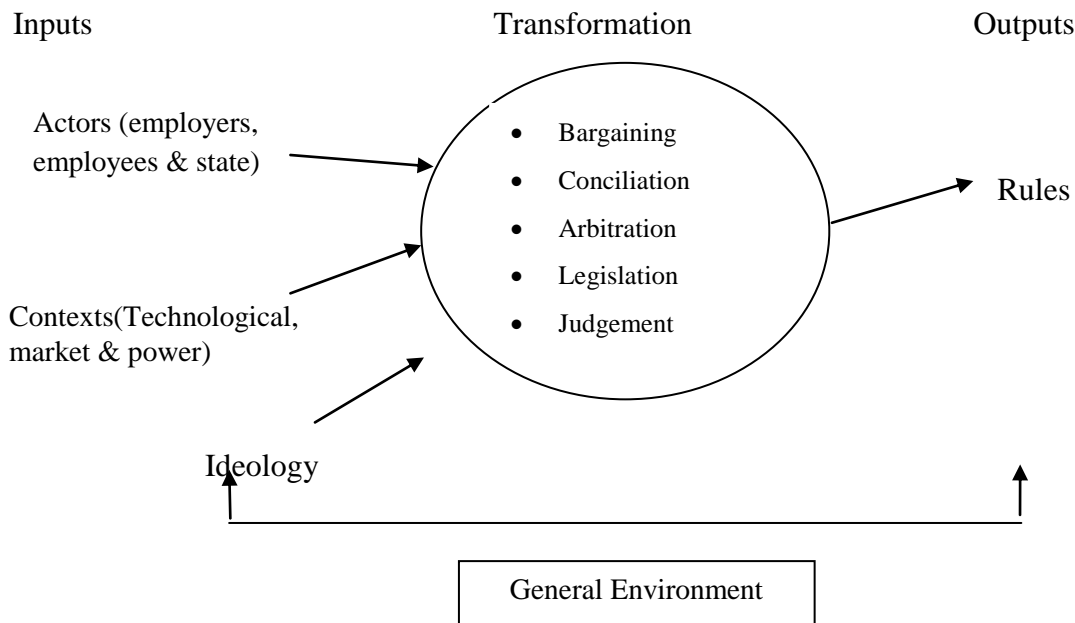 Inputs
Transformation
Outputs
Actors (employers,
employees & state)
• Bargaining
• Conciliation
• Arbitration
• Legislation
• Judgement
Rules
Contexts(Technological,
market & power)
Ideology
General Environment